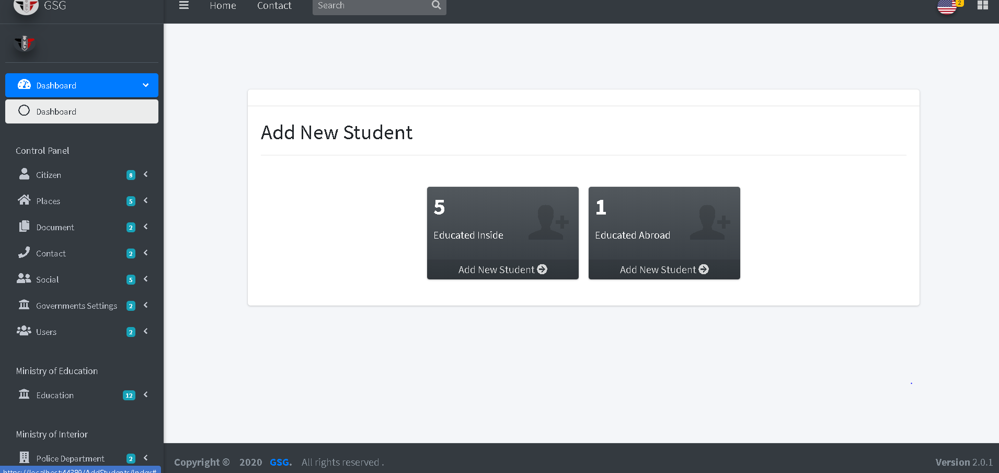 GSG
Home
Contact
Search
2
Dashboard
Dashboard
Control Panel
Citizen 8
Places 5
Document 2
Contact 2
Social 5
Governments Settings 2
Users 2
Ministry of Education
Education 12
Ministry of Interior
Police Department 2
https://localhost:44389/AddStudents/Index#
Add New Student
5
Educated Inside
Add New Student
1
Educated Abroad
Add New Student
Copyright © 2020 GSG. All rights reserved .
Version 2.0.1